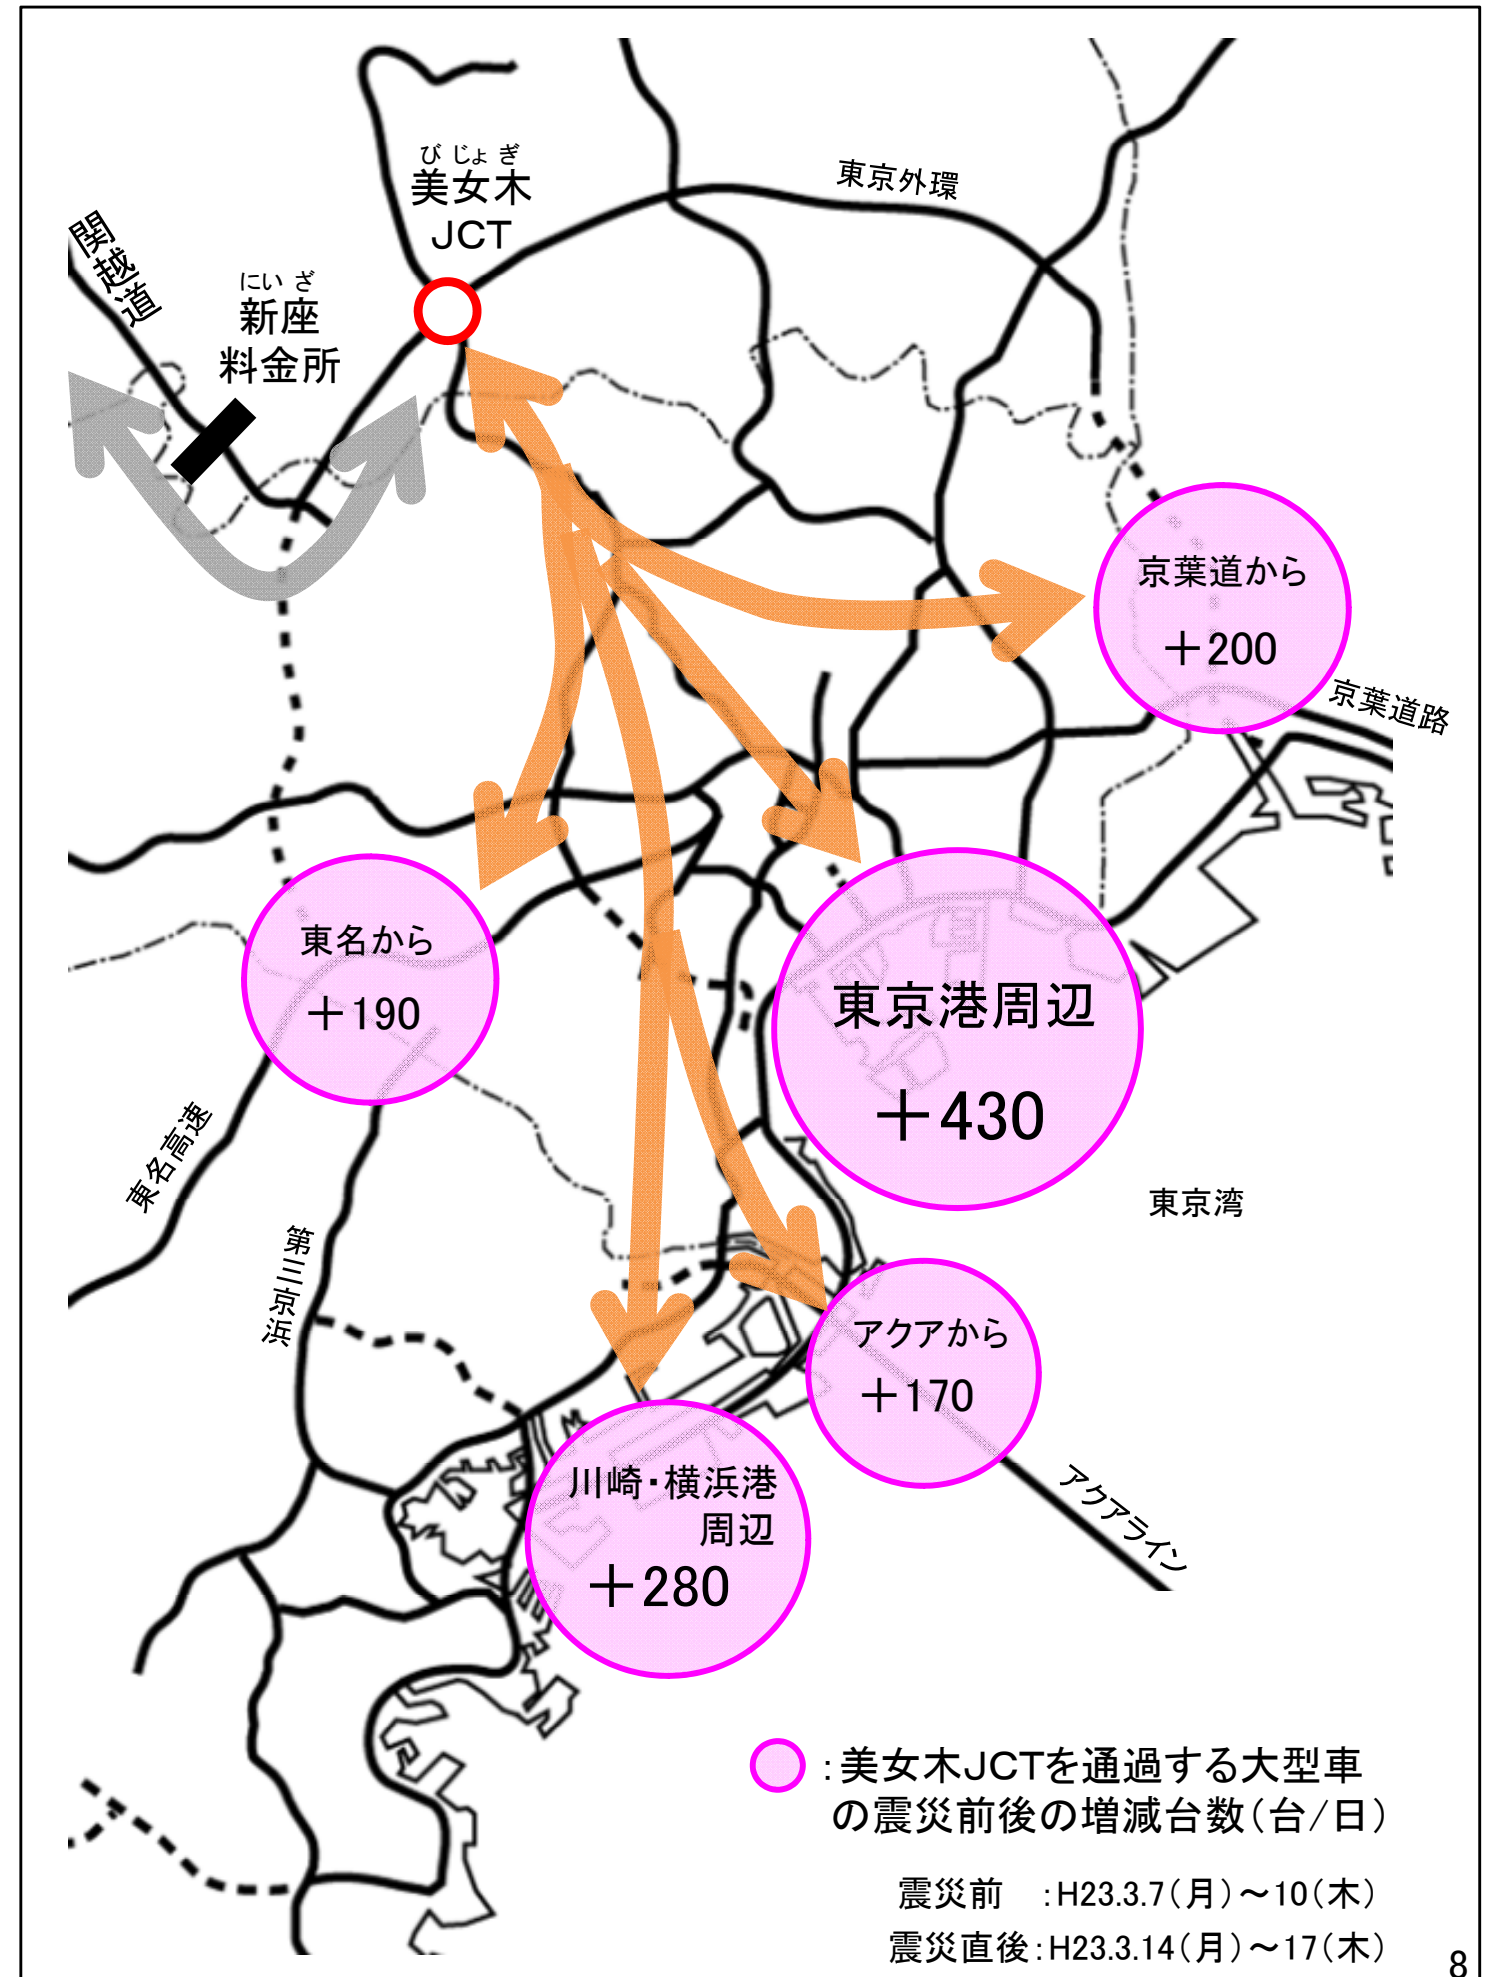 びじょぎ
美女木
JCT
東京外環
関越道
にいざ
新座
料金所
京葉道から
＋200
京葉道路
東名から
＋190
東京港周辺
＋430
東名高速
第三京浜
東京湾
アクアから
＋170
アクアライン
川崎・横浜港
周辺
＋280
：美女木JCTを通過する大型車
の震災前後の増減台数（台/日）
震災前　：H23.3.7（月）～10（木）
震災直後：H23.3.14（月）～17（木）
8